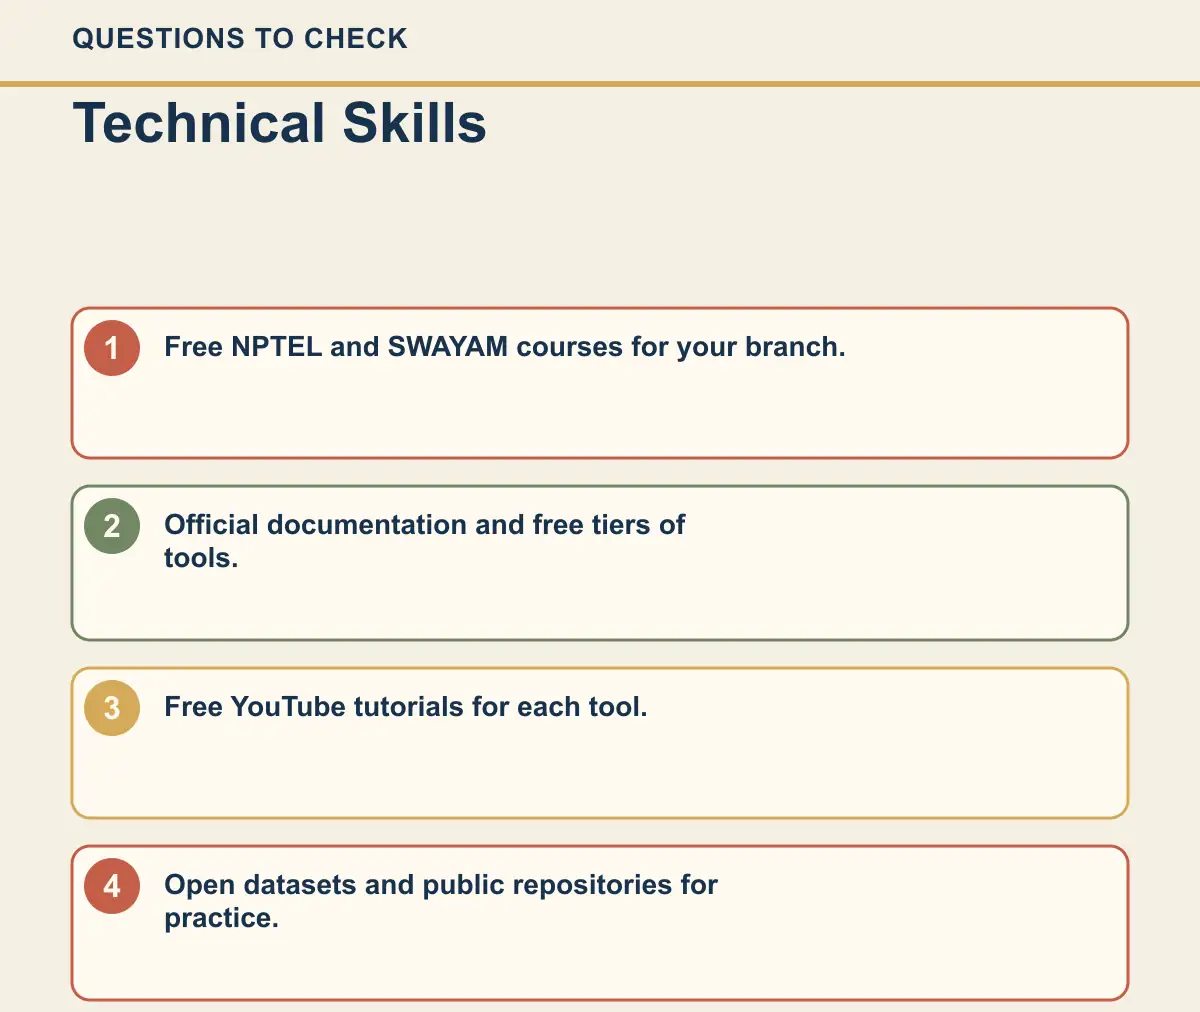 QUESTIONS TO CHECK
Technical Skills
1
Free NPTEL and SWAYAM courses for your branch.
2
Official documentation and free tiers of
tools.
3
Free YouTube tutorials for each tool.
4
Open datasets and public repositories for
practice.